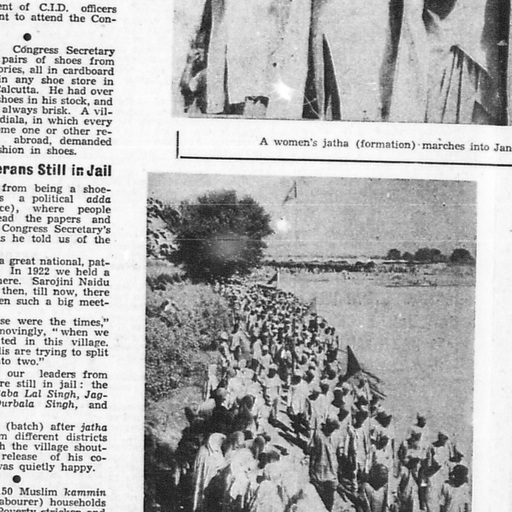 ent of C.I.D. officers
nt to attend the Con-
Congress Secretary
pairs of shoes from
ories, all in cardboard
in any shoe store in
alcutta. He had over
shoes in his stock, and
always brisk. A vil-
diala, in which every
me one or other re-
abroad, demanded
shion in shoes.
erans Still in Jail
from being a shoe-
s a political adda
ce), where people
ead the papers and
Congress Secretary's
s he told us of the
a great national, pat-
In 1922 we held a
here. Sarojini Naidu
then, till now, there
en such a big meet-
se were the times,"
movingly, "when we
ted in this village.
lis are trying to split
to two."
our leaders from
re still in jail : the
aba Lal Singh, Jag-
Durbala Singh, and
(batch) after jatha
m different districts
h the village shout-
release of his co-
was quietly happy.
50 Muslim kammin
abourer) households
A women's jatha (formation) marches into Jan